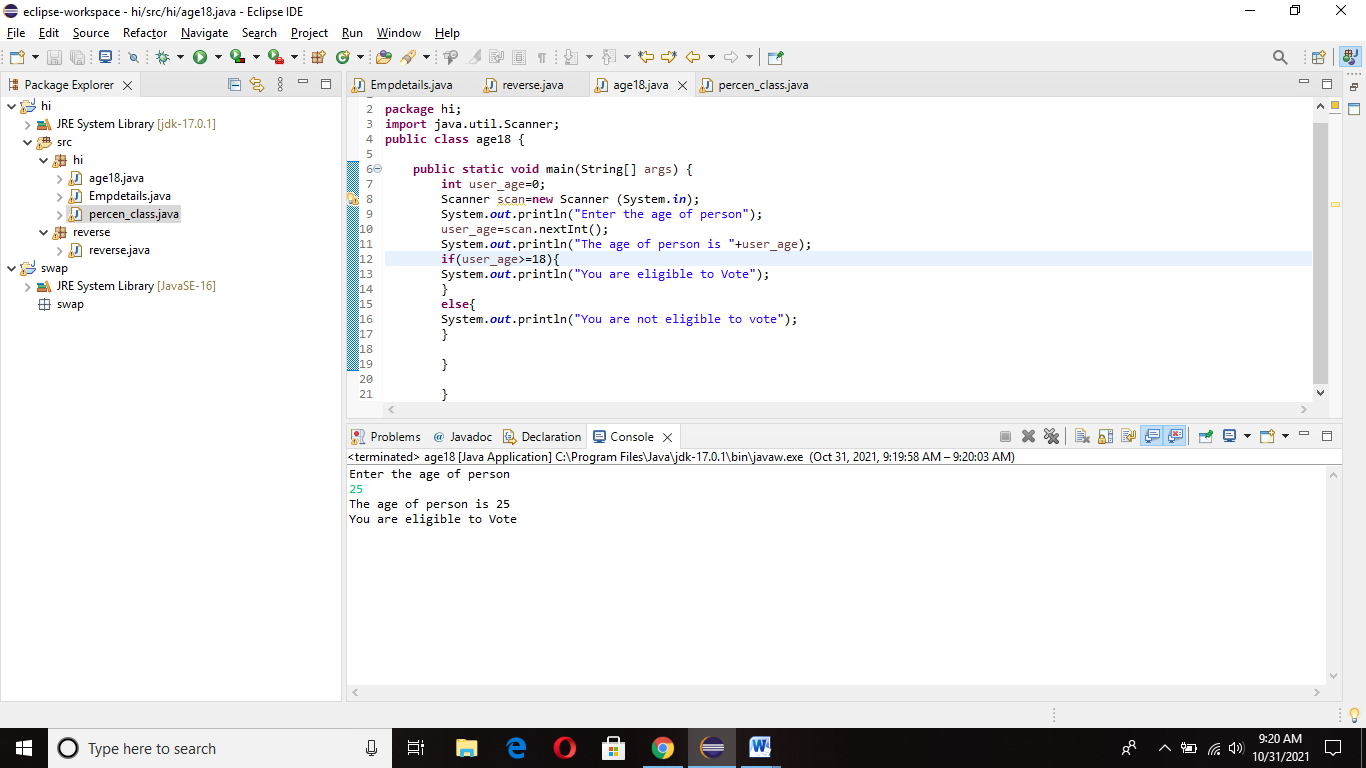 eclipse-workspace - hi/src/hi/age18.java - Eclipse IDE
File Edit Source Refactor Navigate Search Project Run Window Help
Package Explorer
hi
JRE System Library [jdk-17.0.1]
src
hi
age18.java
Empdetails.java
percen_class.java
reverse
reverse.java
swap
JRE System Library [JavaSE-16]
swap
Empdetails.java reverse.java age18.java percen_class.java
2 package hi;
3 import java.util.Scanner;
4 public class age18 {
5
6 public static void main(String[] args) {
7 int user_age=0;
8 Scanner scan=new Scanner (System.in);
9 System.out.println("Enter the age of person");
10 user_age=scan.nextInt();
11 System.out.println("The age of person is "+user_age);
12 if(user_age>=18){
13 System.out.println("You are eligible to Vote");
14 }
15 else{
16 System.out.println("You are not eligible to vote");
17 }
18
19 }
20
21 }
Problems @ Javadoc Declaration Console
<terminated> age18 [Java Application] C:\Program Files\Java\jdk-17.0.1\bin\javaw.exe (Oct 31, 2021, 9:19:58 AM – 9:20:03 AM)
Enter the age of person
25
The age of person is 25
You are eligible to Vote
Type here to search
9:20 AM
10/31/2021